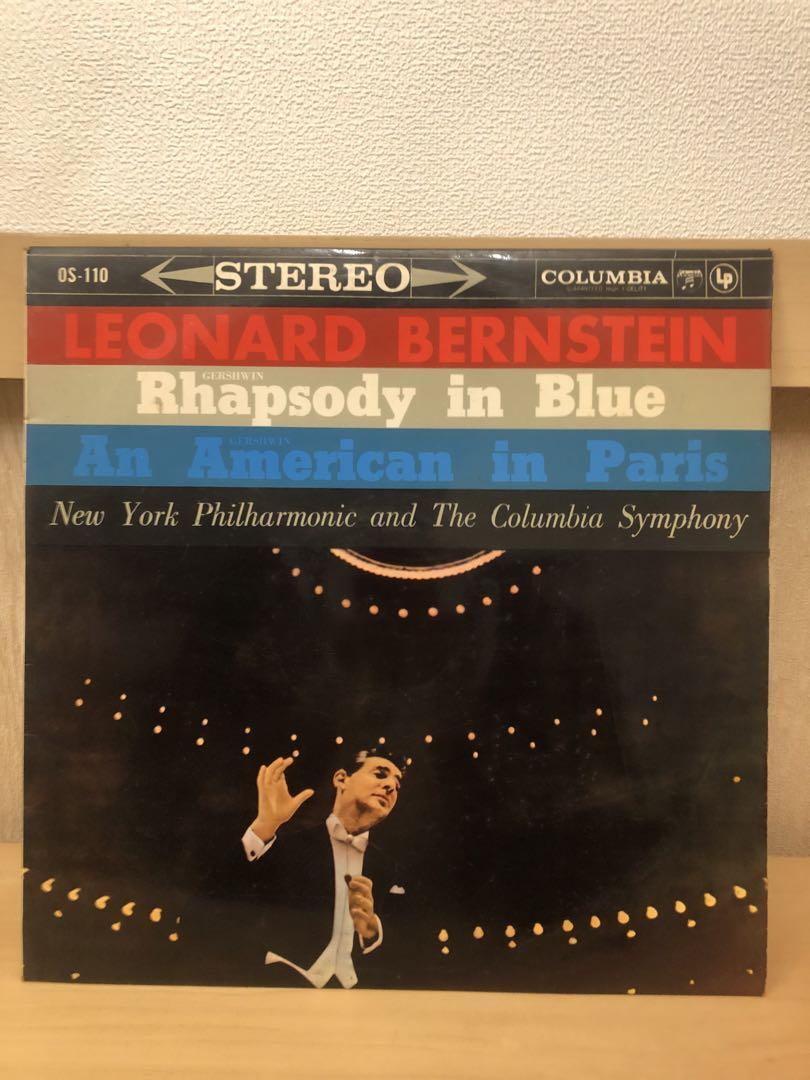 OS-110 STEREO COLUMBIA LP
GUARANTEED HIGH FIDELITY
LEONARD BERNSTEIN
GERSHWIN
Rhapsody in Blue
GERSHWIN
An American in Paris
New York Philharmonic and The Columbia Symphony